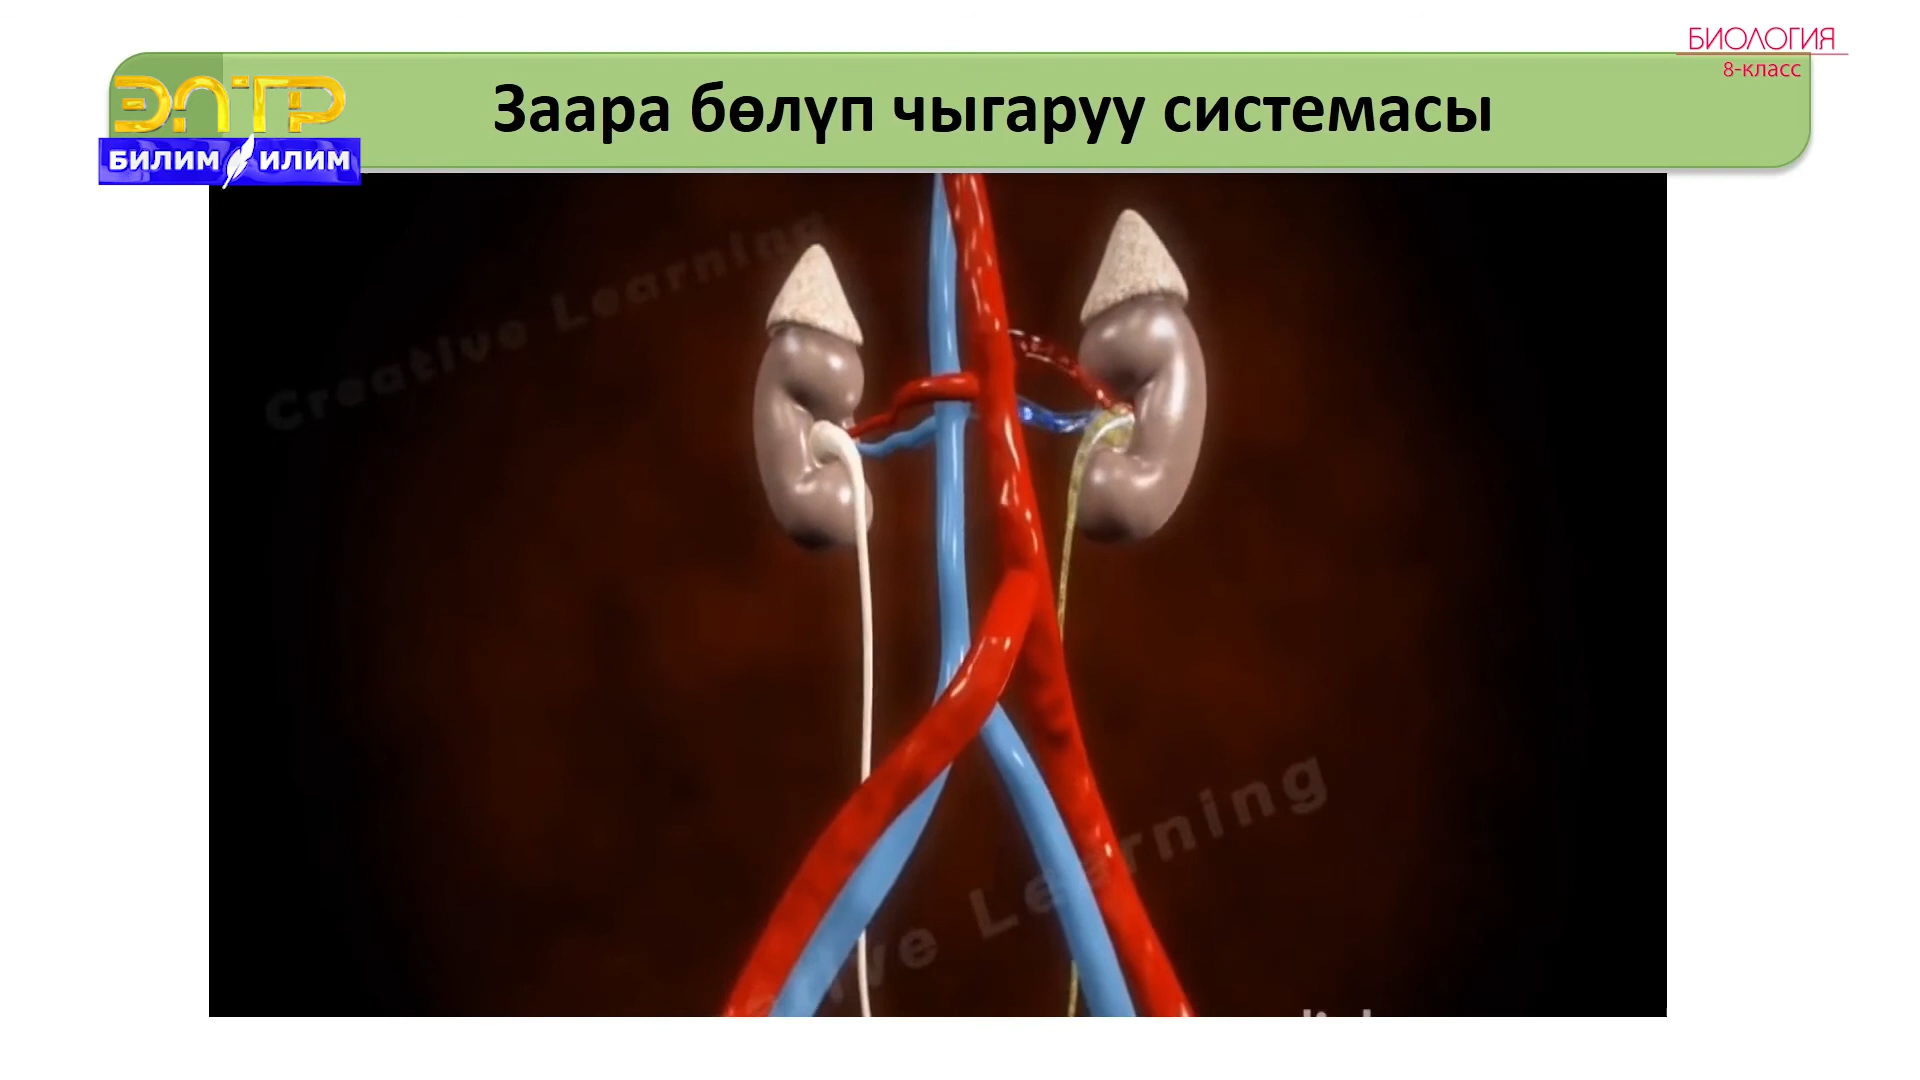 БИОЛОГИЯ
8-класс
ЭЛТР
БИЛИМ ИЛИМ
Заара бөлүп чыгаруу системасы
Creative Learning
Learning